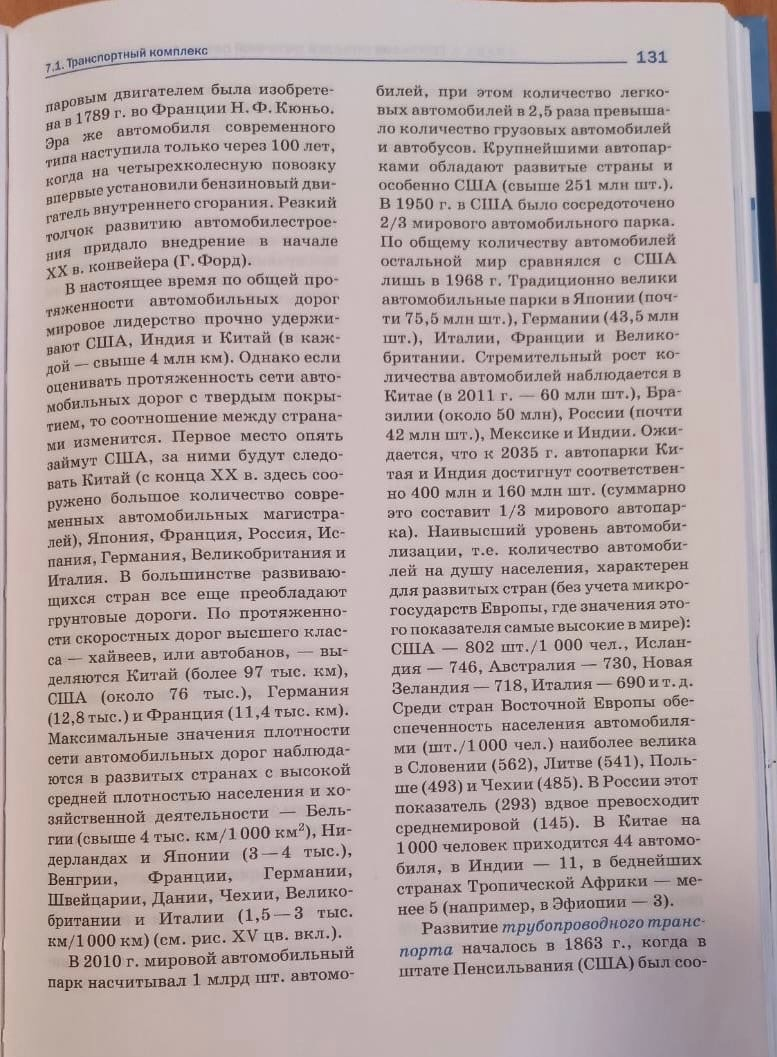 7.1. Транспортный комплекс
131
паровым двигателем была изобрете-
на в 1789 г. во Франции Н. Ф. Кюньо.
Эра же автомобиля современного
типа наступила только через 100 лет,
когда на четырехколесную повозку
впервые установили бензиновый дви-
гатель внутреннего сгорания. Резкий
толчок развитию автомобилестрое-
ния придало внедрение в начале
XX в. конвейера (Г. Форд).
В настоящее время по общей про-
тяженности автомобильных дорог
мировое лидерство прочно удержи-
вают США, Индия и Китай (в каж-
дой — свыше 4 млн км). Однако если
оценивать протяженность сети авто-
мобильных дорог с твердым покры-
тием, то соотношение между страна-
ми изменится. Первое место опять
займут США, за ними будут следо-
вать Китай (с конца XX в. здесь соо-
ружено большое количество совре-
менных автомобильных магистра-
лей), Япония, Франция, Россия, Ис-
пания, Германия, Великобритания и
Италия. В большинстве развиваю-
щихся стран все еще преобладают
грунтовые дороги. По протяженно-
сти скоростных дорог высшего клас-
са — хайвеев, или автобанов, — вы-
деляются Китай (более 97 тыс. км),
США (около 76 тыс.), Германия
(12,8 тыс.) и Франция (11,4 тыс. км).
Максимальные значения плотности
сети автомобильных дорог наблюда-
ются в развитых странах с высокой
средней плотностью населения и хо-
зяйственной деятельности — Бель-
гии (свыше 4 тыс. км/1 000 км²), Ни-
дерландах и Японии (3—4 тыс.),
Венгрии, Франции, Германии,
Швейцарии, Дании, Чехии, Велико-
британии и Италии (1,5—3 тыс.
км/1 000 км) (см. рис. XV цв. вкл.).
В 2010 г. мировой автомобильный
парк насчитывал 1 млрд шт. автомо-
билей, при этом количество легко-
вых автомобилей в 2,5 раза превыша-
ло количество грузовых автомобилей
и автобусов. Крупнейшими автопар-
ками обладают развитые страны и
особенно США (свыше 251 млн шт.).
В 1950 г. в США было сосредоточено
2/3 мирового автомобильного парка.
По общему количеству автомобилей
остальной мир сравнялся с США
лишь в 1968 г. Традиционно велики
автомобильные парки в Японии (поч-
ти 75,5 млн шт.), Германии (43,5 млн
шт.), Италии, Франции и Велико-
британии. Стремительный рост ко-
личества автомобилей наблюдается в
Китае (в 2011 г. — 60 млн шт.), Бра-
зилии (около 50 млн), России (почти
42 млн шт.), Мексике и Индии. Ожи-
дается, что к 2035 г. автопарки Ки-
тая и Индия достигнут соответствен-
но 400 млн и 160 млн шт. (суммарно
это составит 1/3 мирового автопар-
ка). Наивысший уровень автомоби-
лизации, т.е. количество автомоби-
лей на душу населения, характерен
для развитых стран (без учета микро-
государств Европы, где значения это-
го показателя самые высокие в мире):
США — 802 шт./1 000 чел., Ислан-
дия — 746, Австралия — 730, Новая
Зеландия — 718, Италия — 690 и т. д.
Среди стран Восточной Европы обе-
спеченность населения автомобиля-
ми (шт./1 000 чел.) наиболее велика
в Словении (562), Литве (541), Поль-
ше (493) и Чехии (485). В России этот
показатель (293) вдвое превосходит
среднемировой (145). В Китае на
1 000 человек приходится 44 автомо-
биля, в Индии — 11, в беднейших
странах Тропической Африки — ме-
нее 5 (например, в Эфиопии — 3).
Развитие трубопроводного транс-
порта началось в 1863 г., когда в
штате Пенсильвания (США) был соо-